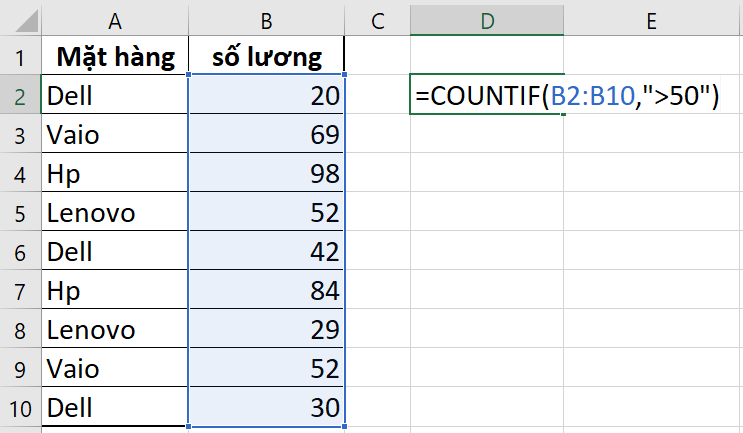 A B C D E
1 Mặt hàng số lương
2 Dell 20 =COUNTIF(B2:B10,">50")
3 Vaio 69
4 Hp 98
5 Lenovo 52
6 Dell 42
7 Hp 84
8 Lenovo 29
9 Vaio 52
10 Dell 30